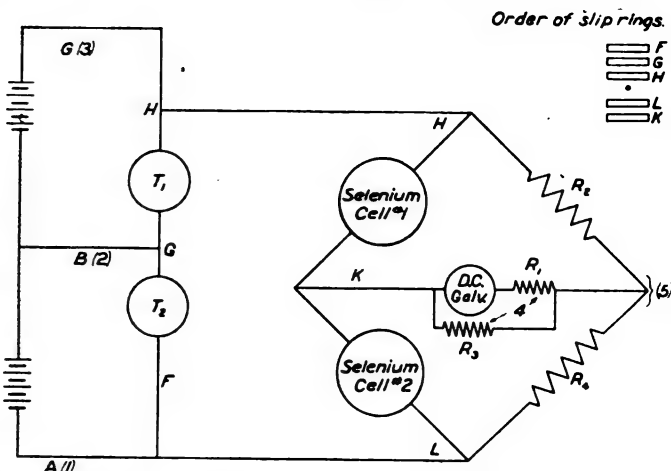 Order of slip rings.
F
G
H
L
K
G (3)
H
H
T1
Selenium
Cell #1
R2
B (2)
G
K
D.C.
Galv.
R1
(5)
T2
4
R3
Selenium
Cell #2
R4
F
L
A (1)